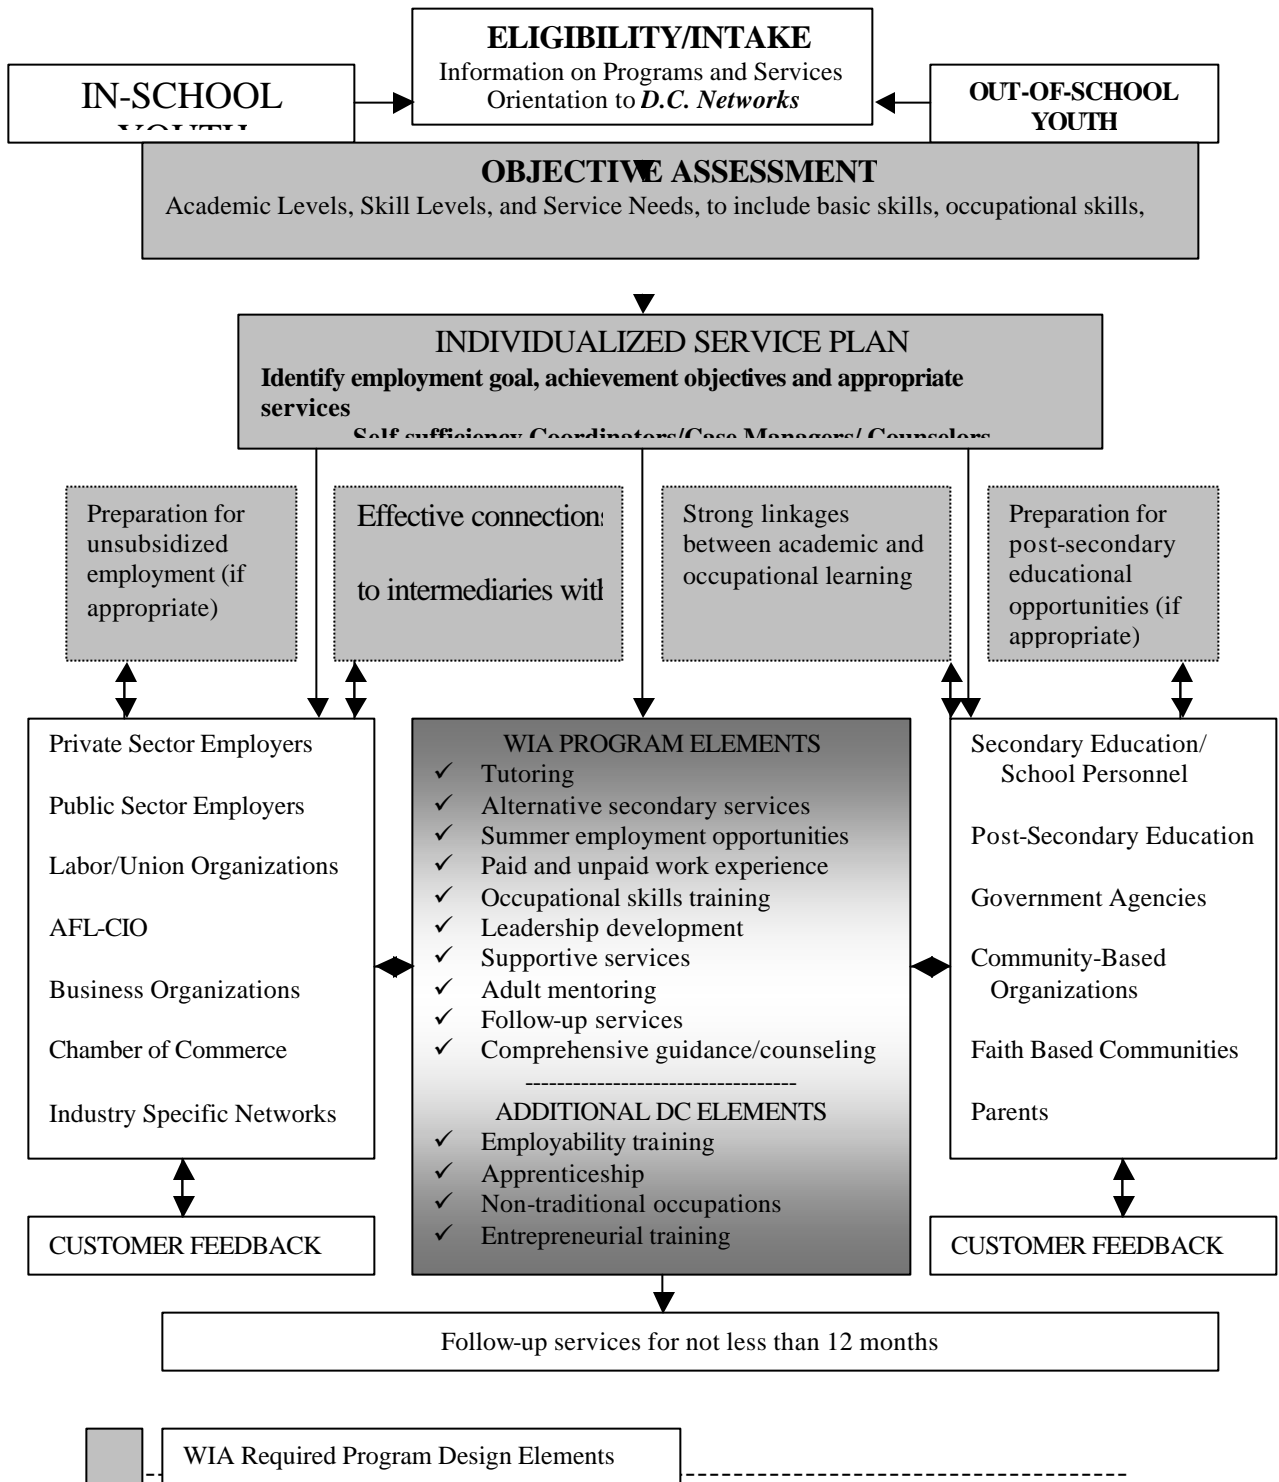 ELIGIBILITY/INTAKE
Information on Programs and Services
Orientation to D.C. Networks
IN-SCHOOL
YOUTH
OUT-OF-SCHOOL
YOUTH
OBJECTIVE ASSESSMENT
Academic Levels, Skill Levels, and Service Needs, to include basic skills, occupational skills,
INDIVIDUALIZED SERVICE PLAN
Identify employment goal, achievement objectives and appropriate
services
Self-sufficiency Coordinators/Case Managers/ Counselors
Preparation for
unsubsidized
employment (if
appropriate)
Effective connections
to intermediaries with
Strong linkages
between academic and
occupational learning
Preparation for
post-secondary
educational
opportunities (if
appropriate)
Private Sector Employers
Public Sector Employers
Labor/Union Organizations
AFL-CIO
Business Organizations
Chamber of Commerce
Industry Specific Networks
WIA PROGRAM ELEMENTS
✓ Tutoring
✓ Alternative secondary services
✓ Summer employment opportunities
✓ Paid and unpaid work experience
✓ Occupational skills training
✓ Leadership development
✓ Supportive services
✓ Adult mentoring
✓ Follow-up services
✓ Comprehensive guidance/counseling
----------------------------------
ADDITIONAL DC ELEMENTS
✓ Employability training
✓ Apprenticeship
✓ Non-traditional occupations
✓ Entrepreneurial training
Secondary Education/
School Personnel
Post-Secondary Education
Government Agencies
Community-Based
Organizations
Faith Based Communities
Parents
CUSTOMER FEEDBACK
CUSTOMER FEEDBACK
Follow-up services for not less than 12 months
WIA Required Program Design Elements